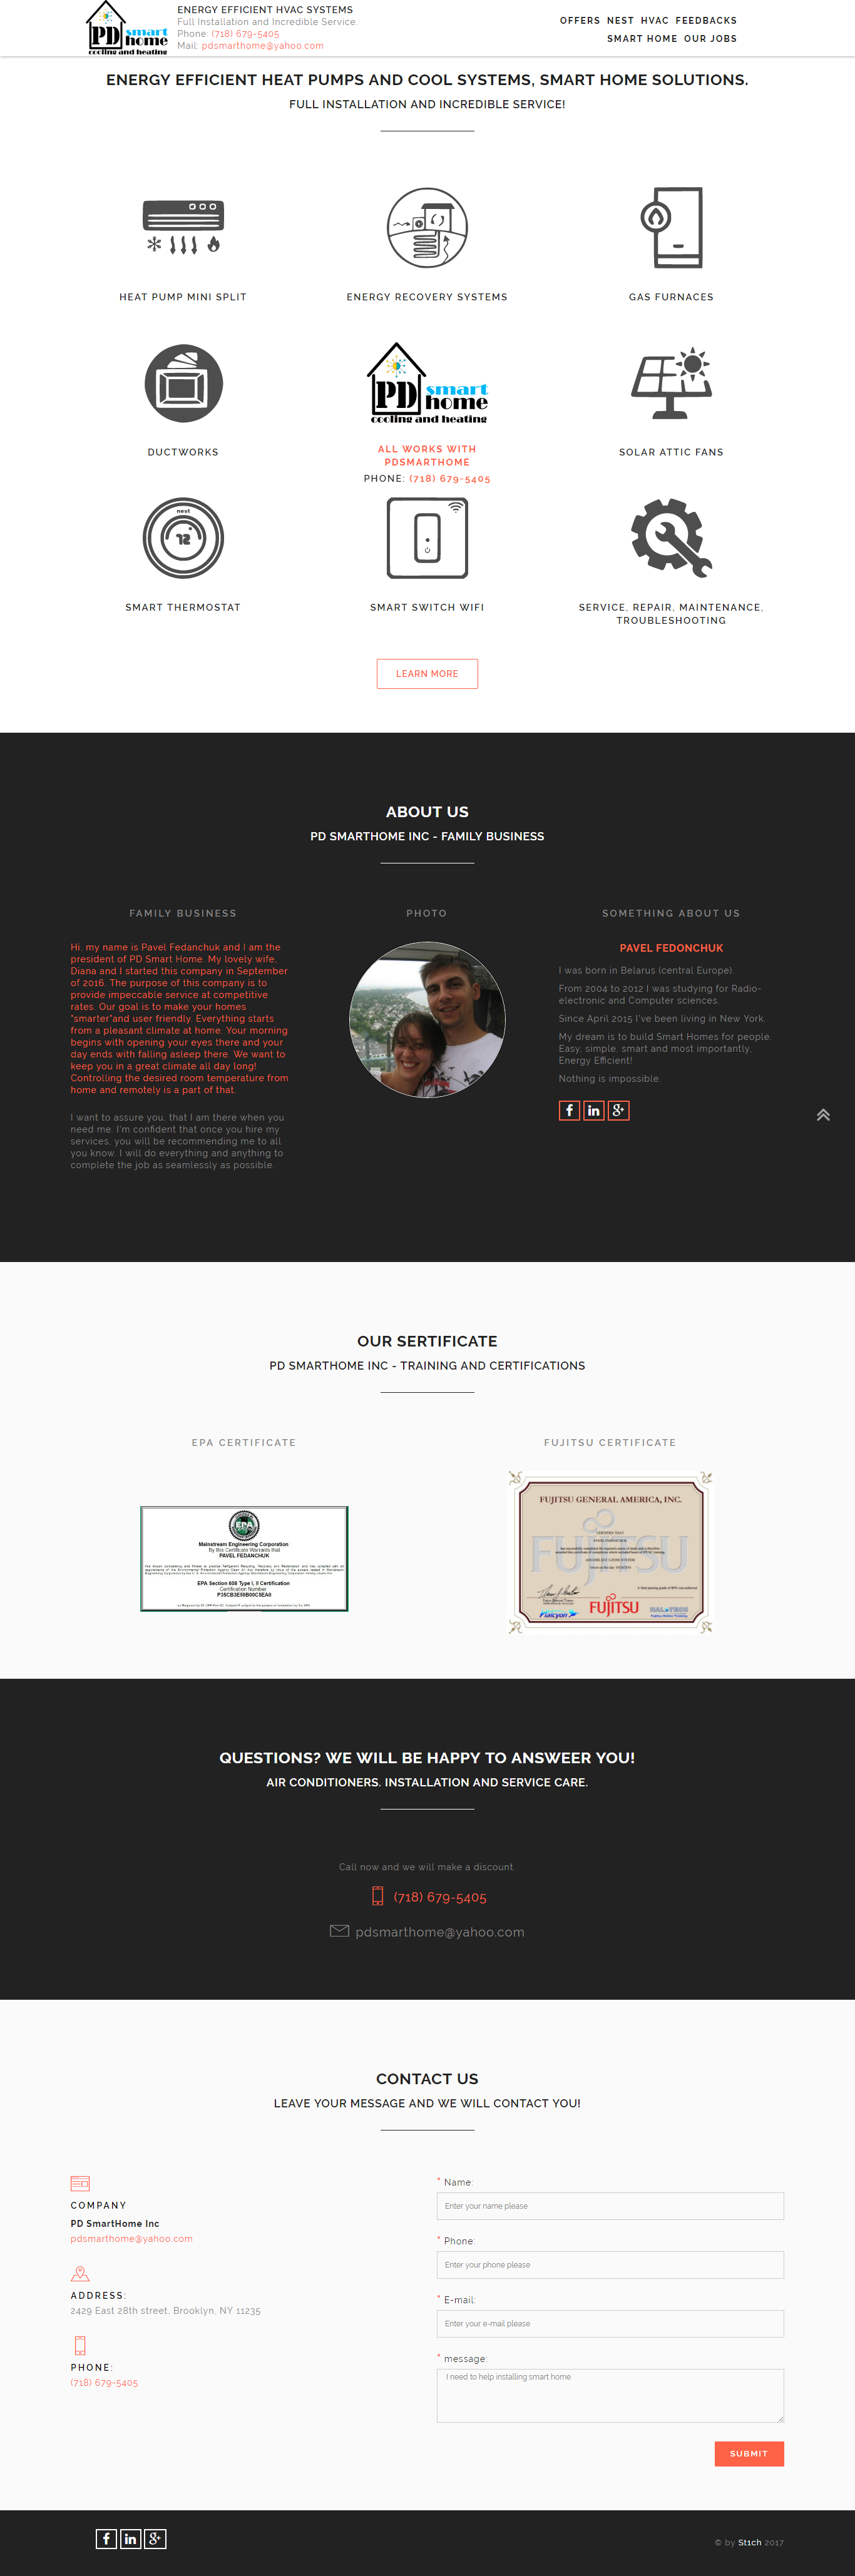 PD smart home
cooling and heating
ENERGY EFFICIENT HVAC SYSTEMS
Full Installation and Incredible Service.
Phone: (718) 679-5405
Mail: pdsmarthome@yahoo.com
OFFERS NEST HVAC FEEDBACKS
SMART HOME OUR JOBS
ENERGY EFFICIENT HEAT PUMPS AND COOL SYSTEMS, SMART HOME SOLUTIONS.
FULL INSTALLATION AND INCREDIBLE SERVICE!
HEAT PUMP MINI SPLIT
ENERGY RECOVERY SYSTEMS
GAS FURNACES
DUCTWORKS
PD smart home
cooling and heating
ALL WORKS WITH
PDSMARTHOME
PHONE: (718) 679-5405
SOLAR ATTIC FANS
nest
72
SMART THERMOSTAT
SMART SWITCH WIFI
SERVICE, REPAIR, MAINTENANCE,
TROUBLESHOOTING
LEARN MORE
ABOUT US
PD SMARTHOME INC - FAMILY BUSINESS
FAMILY BUSINESS
Hi, my name is Pavel Fedanchuk and I am the
president of PD Smart Home. My lovely wife,
Diana and I started this company in September
of 2016. The purpose of this company is to
provide impeccable service at competitive
rates. Our goal is to make your homes
"smarter"and user friendly. Everything starts
from a pleasant climate at home. Your morning
begins with opening your eyes there and your
day ends with falling asleep there. We want to
keep you in a great climate all day long!
Controlling the desired room temperature from
home and remotely is a part of that.
I want to assure you, that I am there when you
need me. I'm confident that once you hire my
services, you will be recommending me to all
you know. I will do everything and anything to
complete the job as seamlessly as possible.
PHOTO
SOMETHING ABOUT US
PAVEL FEDONCHUK
I was born in Belarus (central Europe).
From 2004 to 2012 I was studying for Radio-
electronic and Computer sciences.
Since April 2015 I've been living in New York.
My dream is to build Smart Homes for people.
Easy, simple, smart and most importantly,
Energy Efficient!
Nothing is impossible.
f in g+
OUR SERTIFICATE
PD SMARTHOME INC - TRAINING AND CERTIFICATIONS
EPA CERTIFICATE
EPA
Mainstream Engineering Corporation
By this Certificate Warrants that
PAVEL FEDANCHUK
EPA Section 608 Type I, II Certification
Certification Number
FUJITSU CERTIFICATE
FUJITSU GENERAL AMERICA, INC.
FUJITSU
Halcyon
FUJITSU
QUESTIONS? WE WILL BE HAPPY TO ANSWEER YOU!
AIR CONDITIONERS. INSTALLATION AND SERVICE CARE.
Call now and we will make a discount.
(718) 679-5405
pdsmarthome@yahoo.com
CONTACT US
LEAVE YOUR MESSAGE AND WE WILL CONTACT YOU!
COMPANY
PD SmartHome Inc
pdsmarthome@yahoo.com
ADDRESS:
2429 East 28th street, Brooklyn, NY 11235
PHONE:
(718) 679-5405
* Name:
Enter your name please
* Phone:
Enter your phone please
* E-mail:
Enter your e-mail please
* message:
I need to help installing smart home
SUBMIT
f in g+
© by St1ch 2017